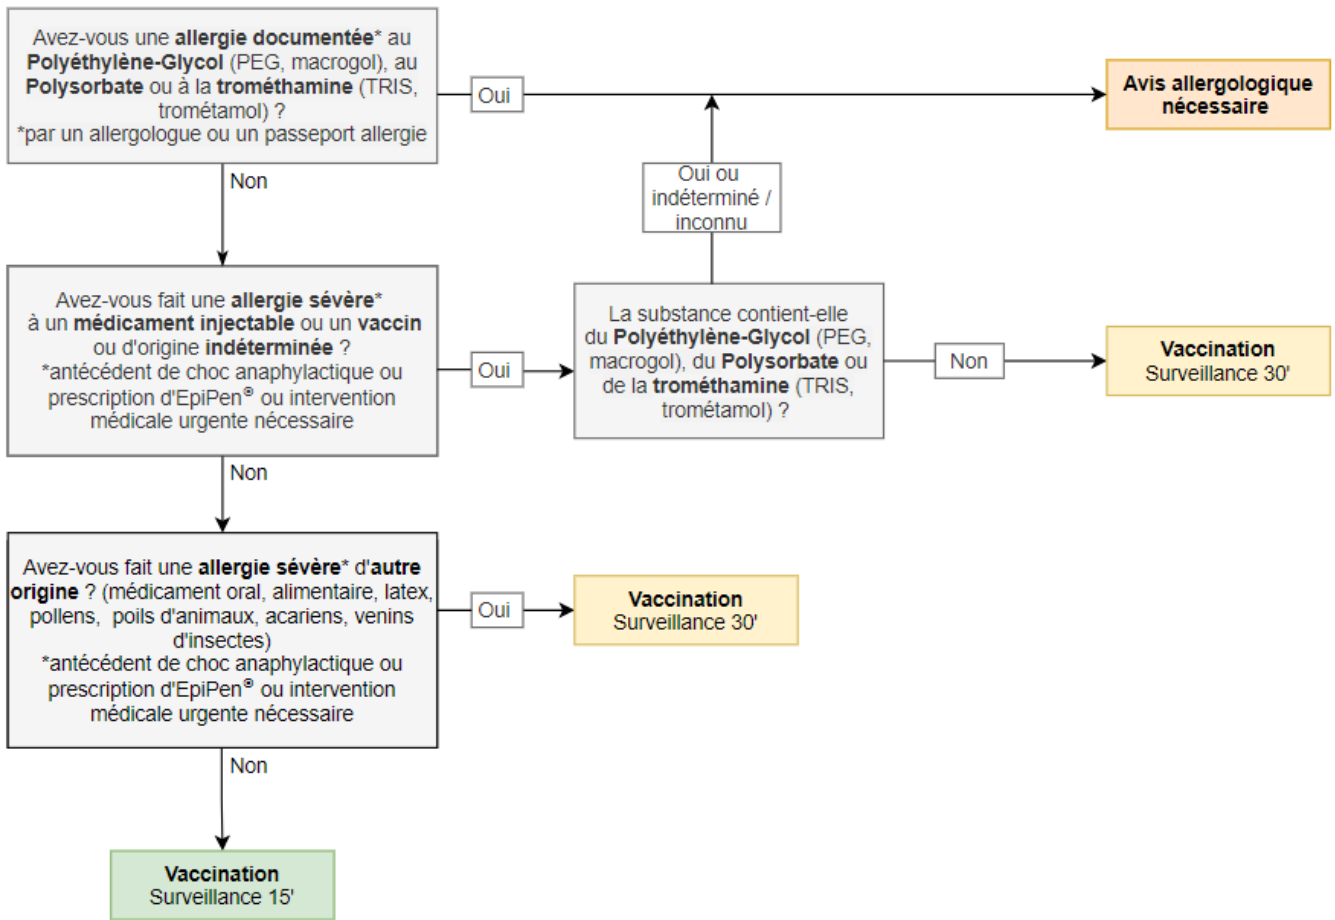 Avez-vous une allergie documentée* au
Polyéthylène-Glycol (PEG, macrogol), au
Polysorbate ou à la trométhamine (TRIS,
trométamol) ?
*par un allergologue ou un passeport allergie
Oui
Avis allergologique
nécessaire
Non
Oui ou
indéterminé /
inconnu
Avez-vous fait une allergie sévère*
à un médicament injectable ou un vaccin
ou d'origine indéterminée ?
*antécédent de choc anaphylactique ou
prescription d'EpiPen® ou intervention
médicale urgente nécessaire
Oui
La substance contient-elle
du Polyéthylène-Glycol (PEG,
macrogol), du Polysorbate ou
de la trométhamine (TRIS,
trométamol) ?
Non
Vaccination
Surveillance 30'
Non
Avez-vous fait une allergie sévère* d'autre
origine ? (médicament oral, alimentaire, latex,
pollens, poils d'animaux, acariens, venins
d'insectes)
*antécédent de choc anaphylactique ou
prescription d'EpiPen® ou intervention
médicale urgente nécessaire
Oui
Vaccination
Surveillance 30'
Non
Vaccination
Surveillance 15'